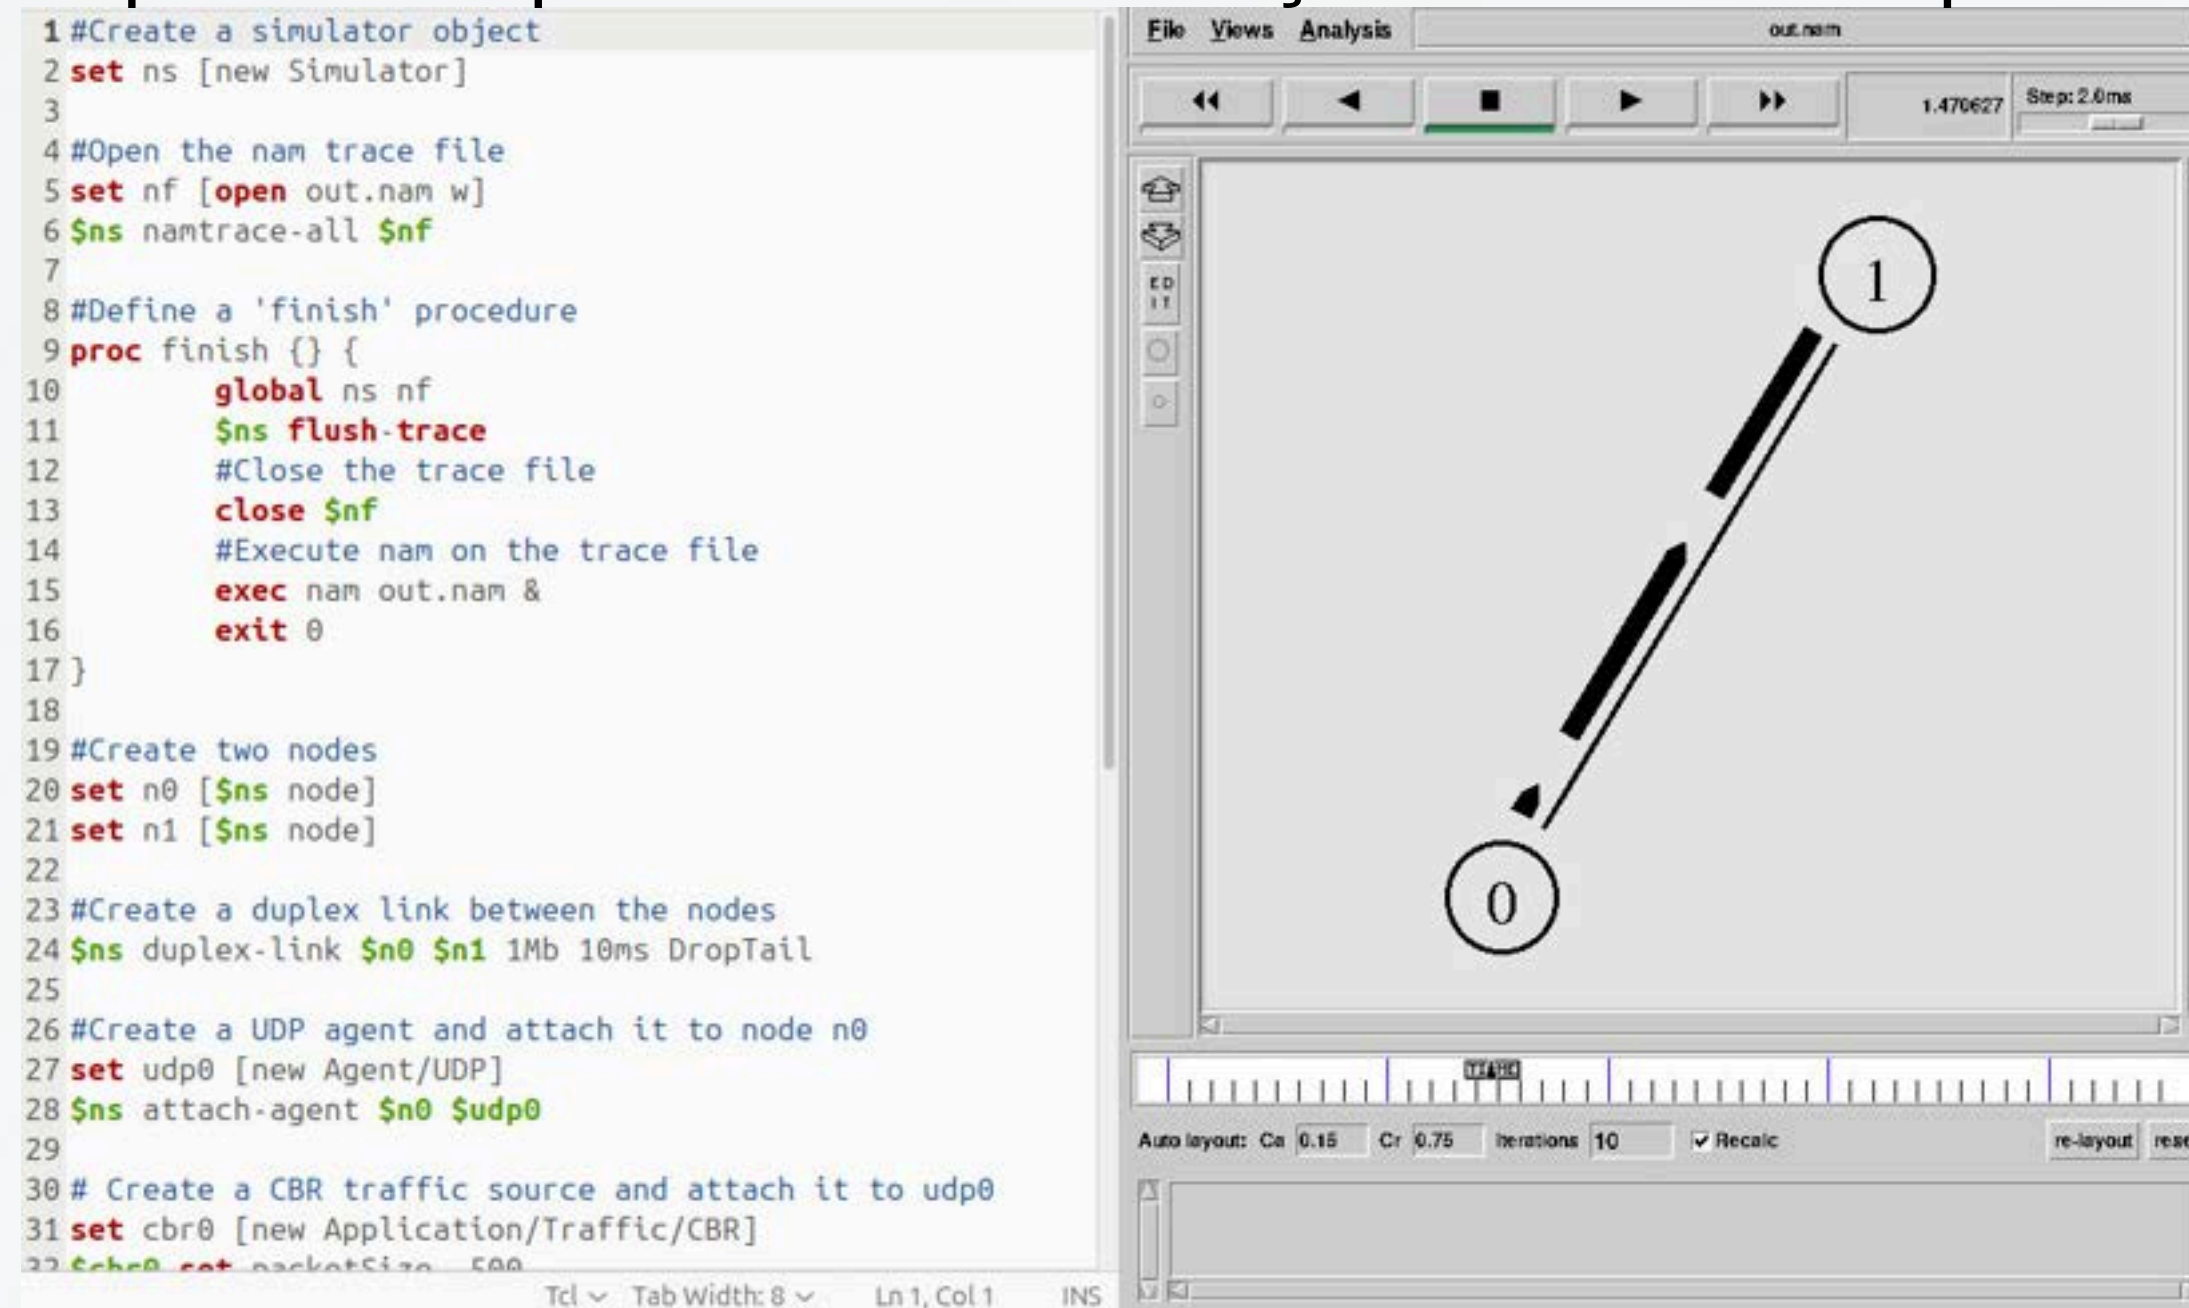 1 #Create a simulator object
2 set ns [new Simulator]
3
4 #Open the nam trace file
5 set nf [open out.nam w]
6 $ns namtrace-all $nf
7
8 #Define a 'finish' procedure
9 proc finish {} {
10 global ns nf
11 $ns flush-trace
12 #Close the trace file
13 close $nf
14 #Execute nam on the trace file
15 exec nam out.nam &
16 exit 0
17 }
18
19 #Create two nodes
20 set n0 [$ns node]
21 set n1 [$ns node]
22
23 #Create a duplex link between the nodes
24 $ns duplex-link $n0 $n1 1Mb 10ms DropTail
25
26 #Create a UDP agent and attach it to node n0
27 set udp0 [new Agent/UDP]
28 $ns attach-agent $n0 $udp0
29
30 # Create a CBR traffic source and attach it to udp0
31 set cbr0 [new Application/Traffic/CBR]
32 $cbr0 set packetSize_ 500
Tcl Tab Width: 8 Ln 1, Col 1 INS
File Views Analysis out.nam
1.470627 Step: 2.0ms
ED
IT
1
0
TIME
Auto layout: Ca 0.15 Cr 0.75 Iterations 10 Recalc re-layout rese